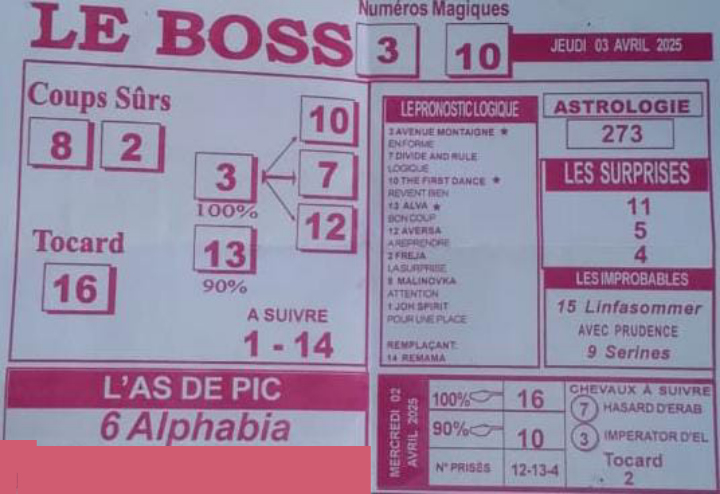 LE BOSS
Numéros Magiques
3
10
JEUDI 03 AVRIL 2025
Coups Sûrs
8
2
3
100%
10
7
12
Tocard
16
13
90%
A SUIVRE
1 - 14
L'AS DE PIC
6 Alphabia
LE PRONOSTIC LOGIQUE
3 AVENUE MONTAIGNE ★
EN FORME
7 DIVIDE AND RULE
LOGIQUE
10 THE FIRST DANCE ★
REVIENT BIEN
13 ALVA ★
BON COUP
12 AVERSA
A REPRENDRE
2 FREJA
LA SURPRISE
8 MALINOVKA
ATTENTION
1 JOH SPIRIT
POUR UNE PLACE
REMPLAÇANT:
14 REMAMA
ASTROLOGIE
273
LES SURPRISES
11
5
4
LES IMPROBABLES
15 Linfasommer
AVEC PRUDENCE
9 Serines
MERCREDI 02
AVRIL 2025
100%
16
90%
10
N° PRISES
12-13-4
CHEVAUX À SUIVRE
7 HASARD D'ERAB
3 IMPERATOR D'EL
Tocard
2